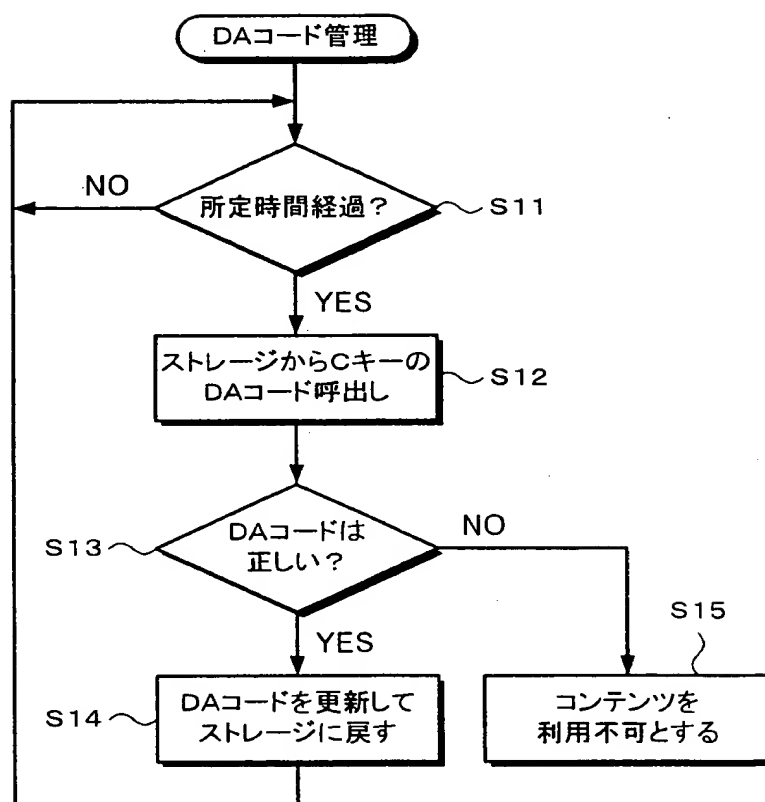 DAコード管理
NO
所定時間経過？
S11
YES
ストレージからCキーの
DAコード呼出し
S12
DAコードは
正しい？
S13
NO
YES
S15
DAコードを更新して
ストレージに戻す
S14
コンテンツを
利用不可とする